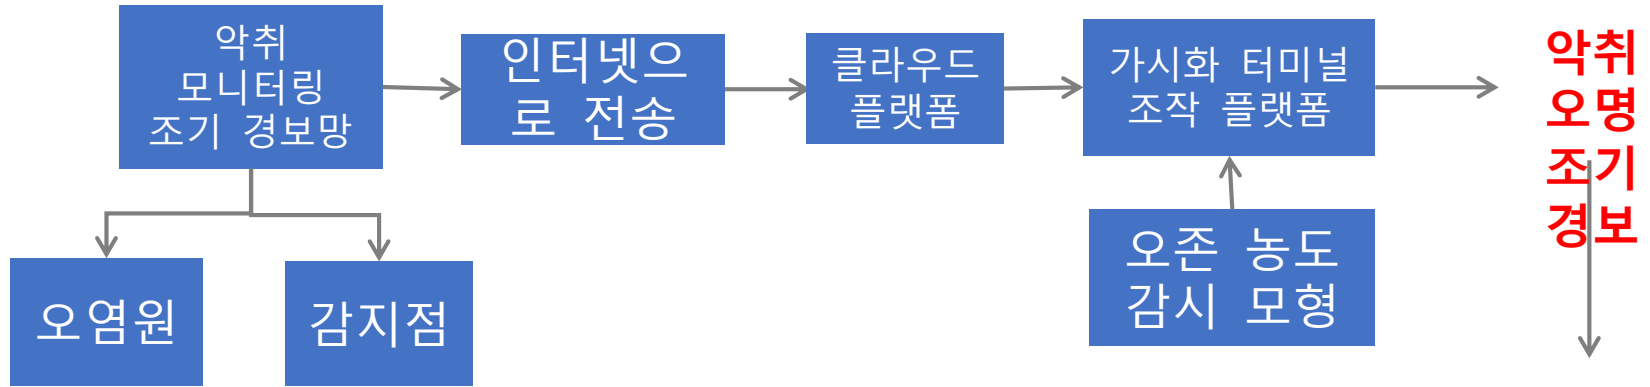 악취
모니터링
조기 경보망
인터넷으
로 전송
클라우드
플랫폼
가시화 터미널
조작 플랫폼
악취
오명
조기
경보
오염원
감지점
오존 농도
감시 모형